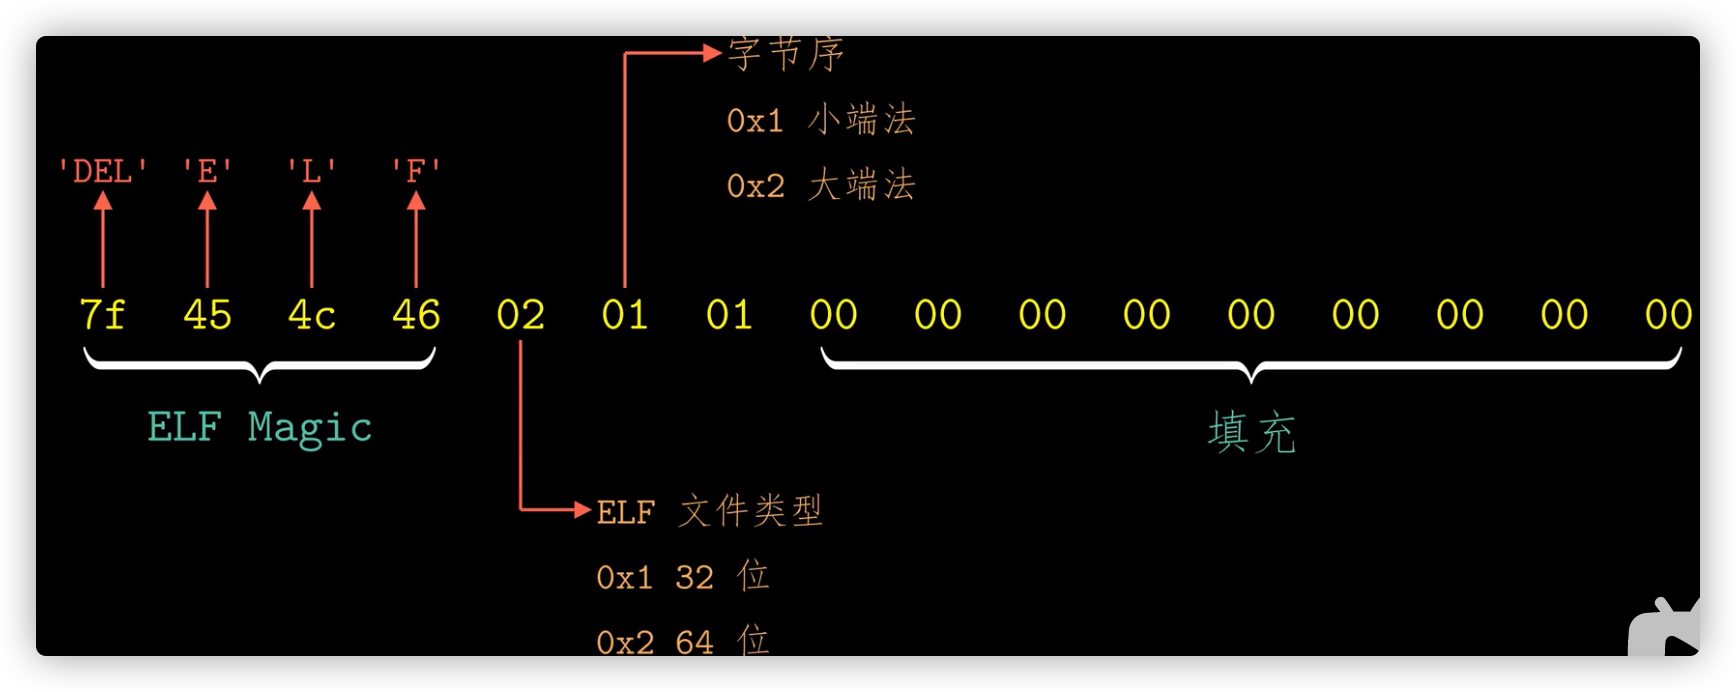 字节序
0x1 小端法
0x2 大端法
'DEL' 'E' 'L' 'F'
7f 45 4c 46 02 01 01 00 00 00 00 00 00 00 00 00
ELF Magic
填充
ELF 文件类型
0x1 32 位
0x2 64 位